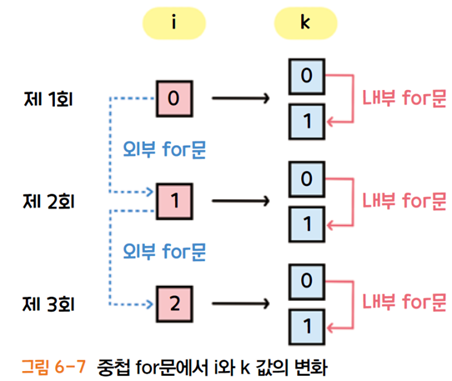 i k
0
제 1회 0 내부 for문
1
외부 for문
0
제 2회 1 내부 for문
1
외부 for문
0
제 3회 2 내부 for문
1
그림 6-7 중첩 for문에서 i와 k 값의 변화